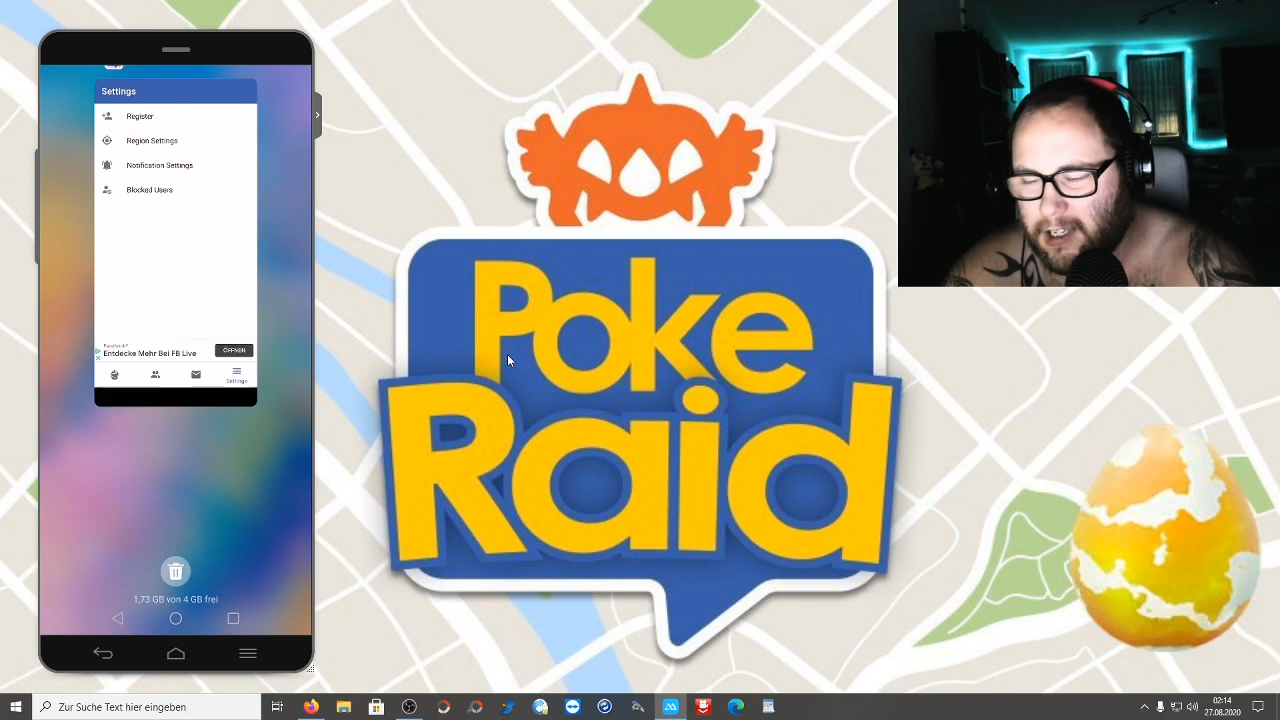 Settings
Register
Region Settings
Notification Settings
Blocked Users
Facebook
Entdecke Mehr Bei FB Live
ÖFFNEN
Settings
1,73 GB von 4 GB frei
Poke
Raid
Zur Suche Text hier eingeben
02:14
27.08.2020